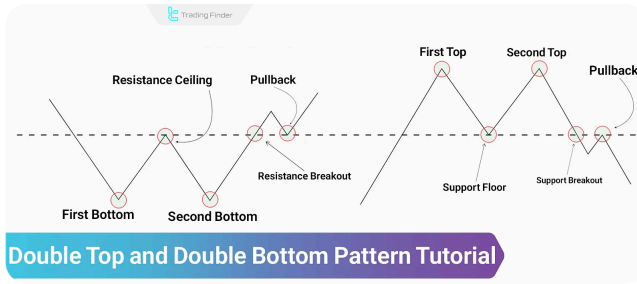 Trading Finder
First Top
Second Top
Resistance Ceiling
Pullback
Pullback
Resistance Breakout
Support Breakout
Support Floor
First Bottom
Second Bottom
Double Top and Double Bottom Pattern Tutorial